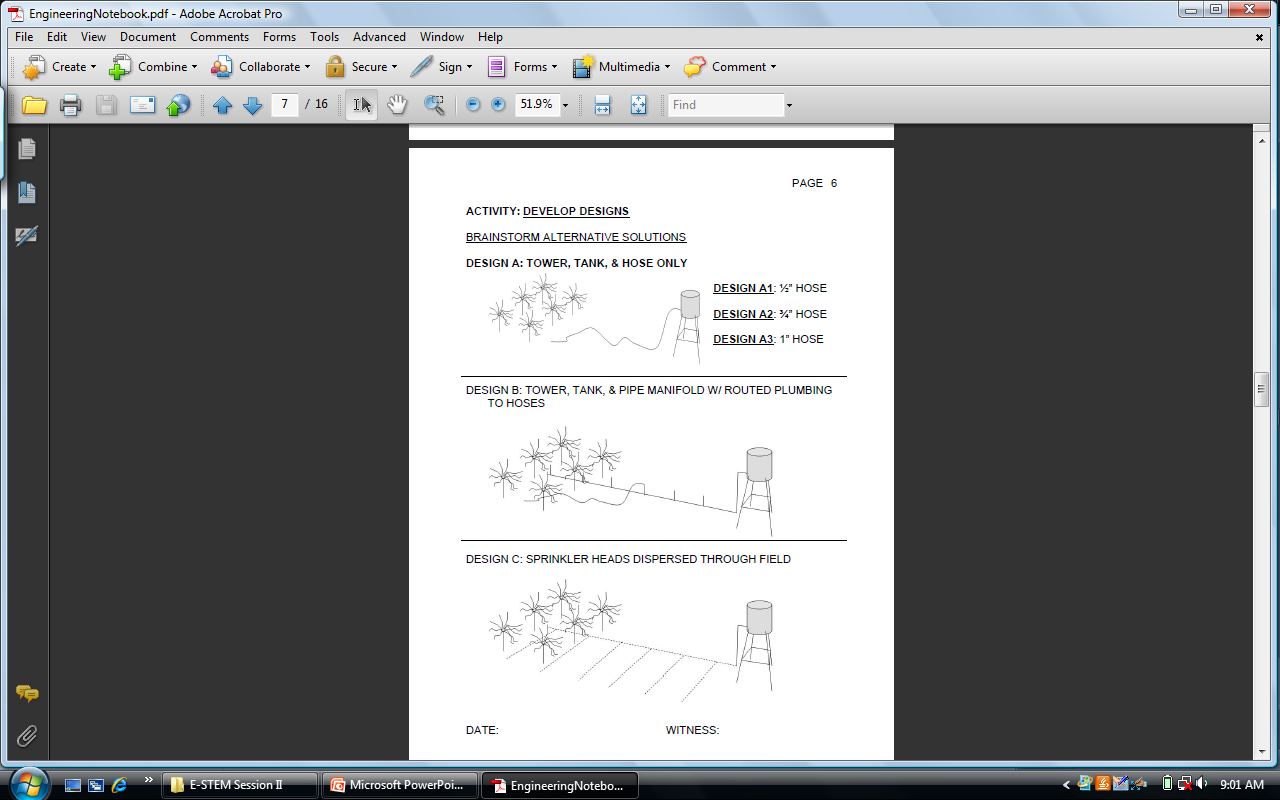 EngineeringNotebook.pdf - Adobe Acrobat Pro
File Edit View Document Comments Forms Tools Advanced Window Help
Create Combine Collaborate Secure Sign Forms Multimedia Comment
7 / 16 51.9% Find
PAGE 6
ACTIVITY: DEVELOP DESIGNS
BRAINSTORM ALTERNATIVE SOLUTIONS
DESIGN A: TOWER, TANK, & HOSE ONLY
DESIGN A1: ½” HOSE
DESIGN A2: ¾” HOSE
DESIGN A3: 1” HOSE
DESIGN B: TOWER, TANK, & PIPE MANIFOLD W/ ROUTED PLUMBING
TO HOSES
DESIGN C: SPRINKLER HEADS DISPERSED THROUGH FIELD
DATE: WITNESS:
E-STEM Session II Microsoft PowerPoi... EngineeringNotebo... 9:01 AM